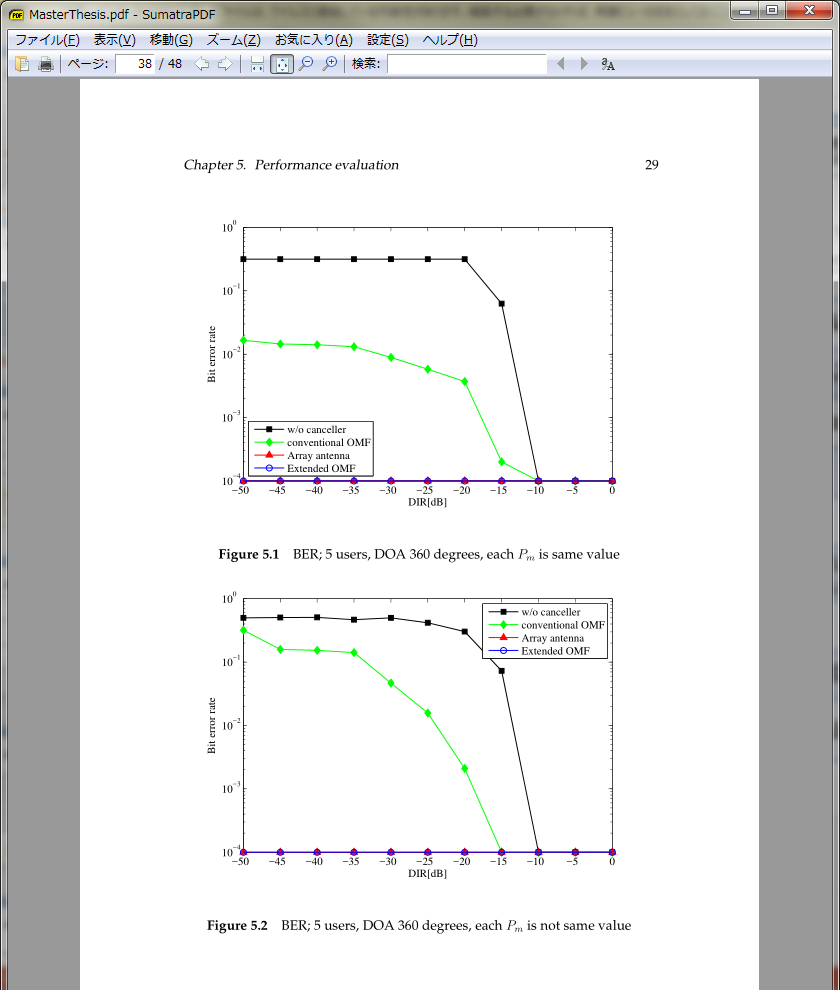 MasterThesis.pdf - SumatraPDF
ファイル(F) 表示(V) 移動(G) ズーム(Z) お気に入り(A) 設定(S) ヘルプ(H)
ページ: 38 / 48 検索:
Chapter 5. Performance evaluation 29
10^0
10^-1
10^-2
10^-3
10^-4
Bit error rate
w/o canceller
conventional OMF
Array antenna
Extended OMF
−50 −45 −40 −35 −30 −25 −20 −15 −10 −5 0
DIR[dB]
Figure 5.1 BER; 5 users, DOA 360 degrees, each P_m is same value
10^0
10^-1
10^-2
10^-3
10^-4
Bit error rate
w/o canceller
conventional OMF
Array antenna
Extended OMF
−50 −45 −40 −35 −30 −25 −20 −15 −10 −5 0
DIR[dB]
Figure 5.2 BER; 5 users, DOA 360 degrees, each P_m is not same value